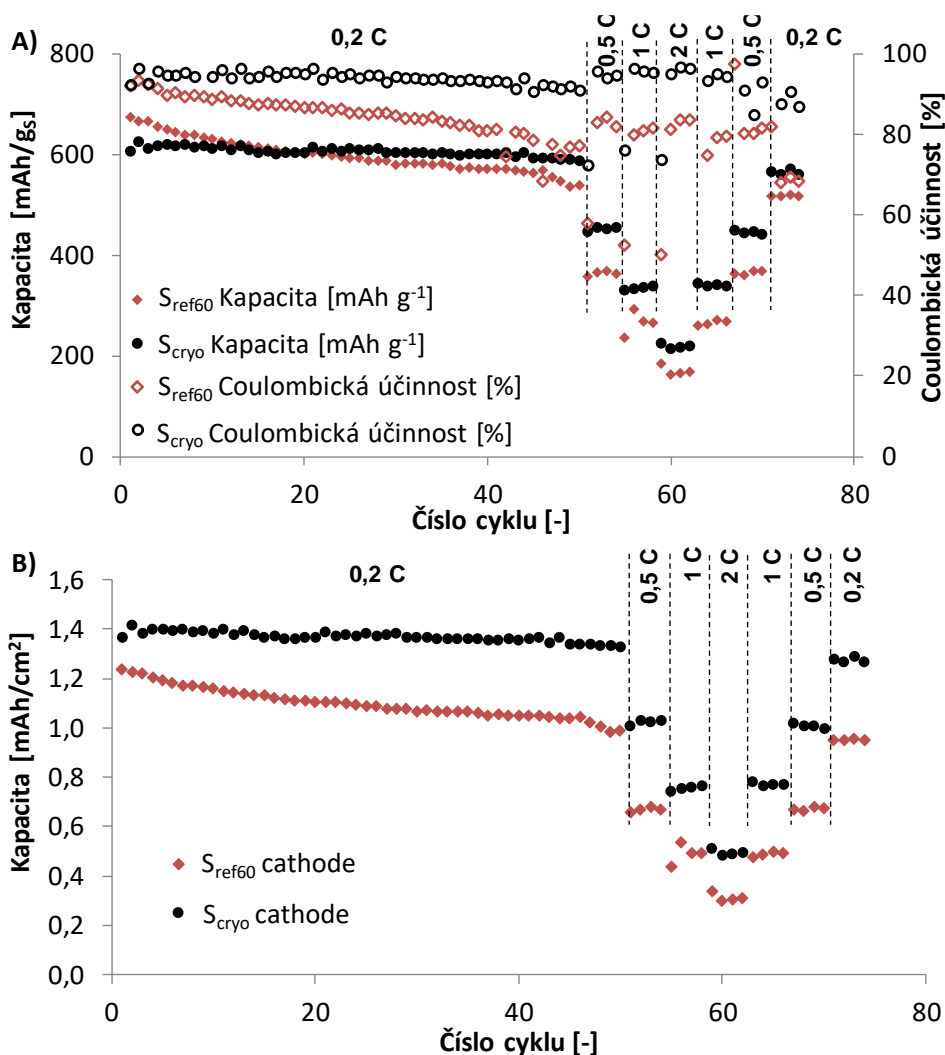 A)
0,2 C
0,5 C
1 C
2 C
1 C
0,5 C
0,2 C
800
600
400
200
0
Kapacita [mAh/gs]
100
80
60
40
20
0
Coulombická účinnost [%]
Sref60 Kapacita [mAh g-1]
Scryo Kapacita [mAh g-1]
Sref60 Coulombická účinnost [%]
Scryo Coulombická účinnost [%]
0 20 40 60 80
Číslo cyklu [-]
B)
0,2 C
0,5 C
1 C
2 C
1 C
0,5 C
0,2 C
1,6
1,4
1,2
1,0
0,8
0,6
0,4
0,2
0,0
Kapacita [mAh/cm2]
Sref60 cathode
Scryo cathode
0 20 40 60 80
Číslo cyklu [-]